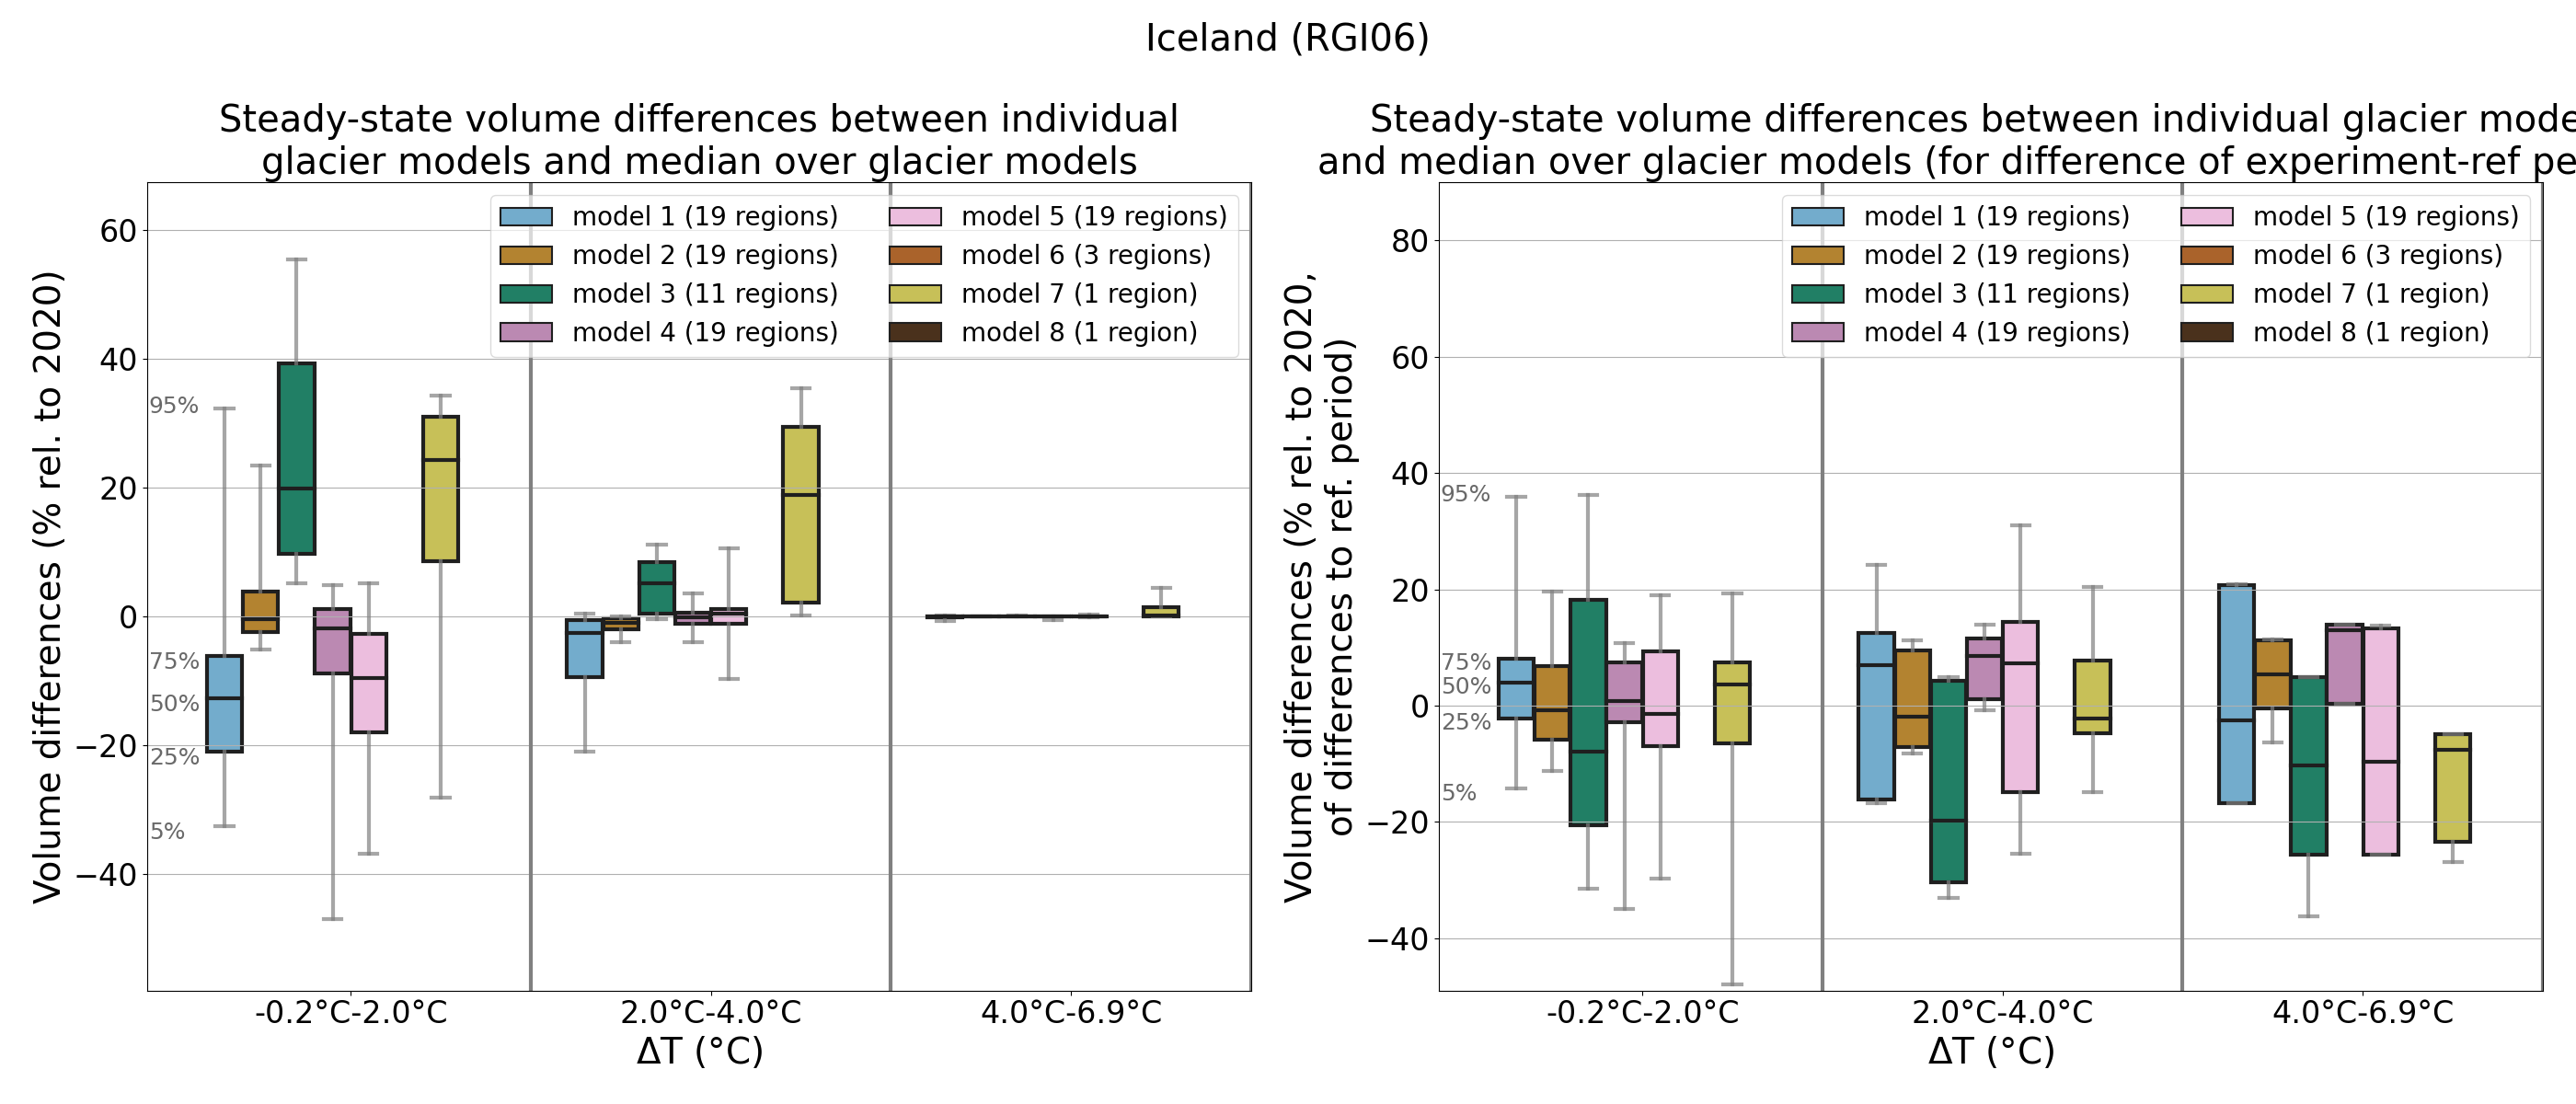 Iceland (RGI06)
Steady-state volume differences between individual
glacier models and median over glacier models
Volume differences (% rel. to 2020)
60
40
20
0
−20
−40
95%
75%
50%
25%
5%
model 1 (19 regions)
model 2 (19 regions)
model 3 (11 regions)
model 4 (19 regions)
model 5 (19 regions)
model 6 (3 regions)
model 7 (1 region)
model 8 (1 region)
-0.2°C-2.0°C
2.0°C-4.0°C
4.0°C-6.9°C
ΔT (°C)
Steady-state volume differences between individual glacier mode
and median over glacier models (for difference of experiment-ref pe
Volume differences (% rel. to 2020,
of differences to ref. period)
80
60
40
20
0
−20
−40
95%
75%
50%
25%
5%
model 1 (19 regions)
model 2 (19 regions)
model 3 (11 regions)
model 4 (19 regions)
model 5 (19 regions)
model 6 (3 regions)
model 7 (1 region)
model 8 (1 region)
-0.2°C-2.0°C
2.0°C-4.0°C
4.0°C-6.9°C
ΔT (°C)